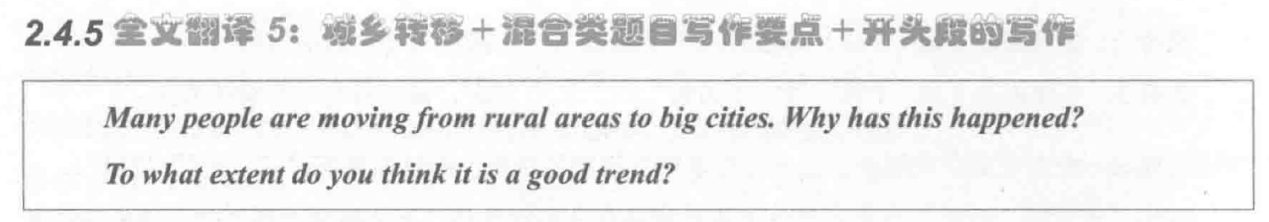 2.4.5 全文翻译 5：城乡转移＋混合类题目写作要点＋开头段的写作
Many people are moving from rural areas to big cities. Why has this happened?
To what extent do you think it is a good trend?